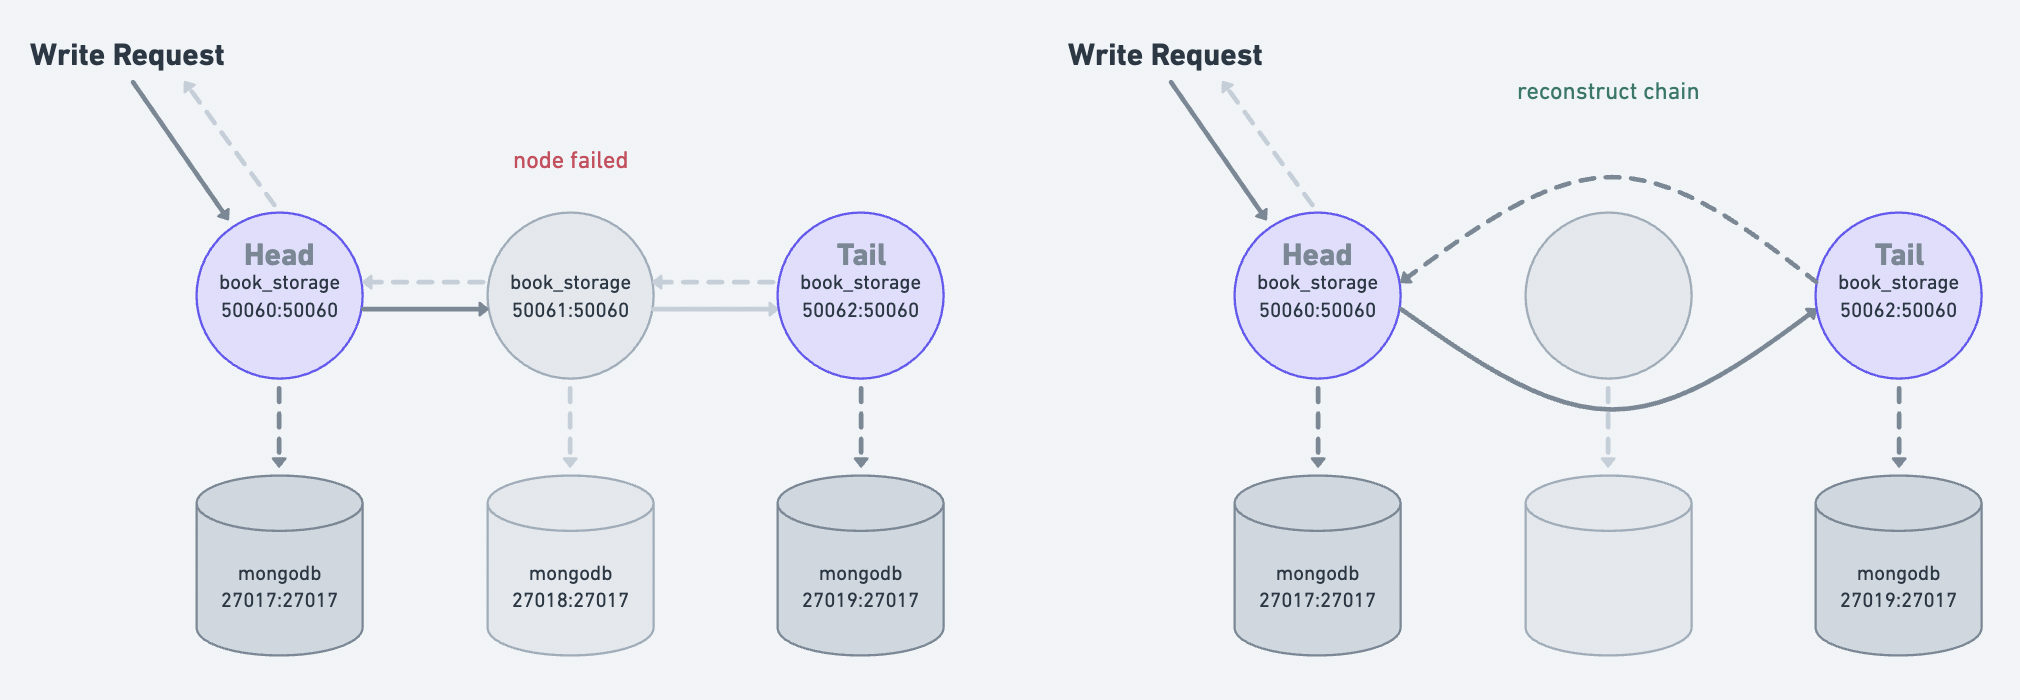 Write Request
node failed
Head
book_storage
50060:50060
book_storage
50061:50060
Tail
book_storage
50062:50060
mongodb
27017:27017
mongodb
27018:27017
mongodb
27019:27017
Write Request
reconstruct chain
Head
book_storage
50060:50060
Tail
book_storage
50062:50060
mongodb
27017:27017
mongodb
27019:27017